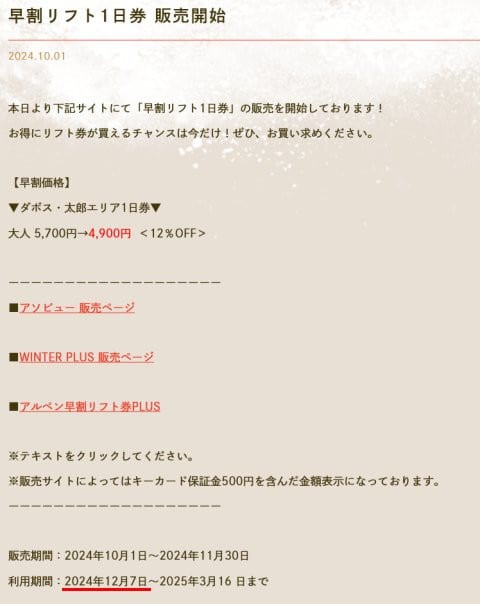 早割リフト1日券 販売開始
2024.10.01
本日より下記サイトにて「早割リフト1日券」の販売を開始しております！
お得にリフト券が買えるチャンスは今だけ！ぜひ、お買い求めください。
【早割価格】
▼ダボス・太郎エリア1日券▼
大人 5,700円→4,900円 ＜12％OFF＞
ーーーーーーーーーーーーーーーーーーー
■アソビュー 販売ページ
■WINTER PLUS 販売ページ
■アルペン早割リフト券PLUS
※テキストをクリックしてください。
※販売サイトによってはキーカード保証金500円を含んだ金額表示になっております。
ーーーーーーーーーーーーーーーーーーー
販売期間：2024年10月1日～2024年11月30日
利用期間：2024年12月7日～2025年3月16 日まで